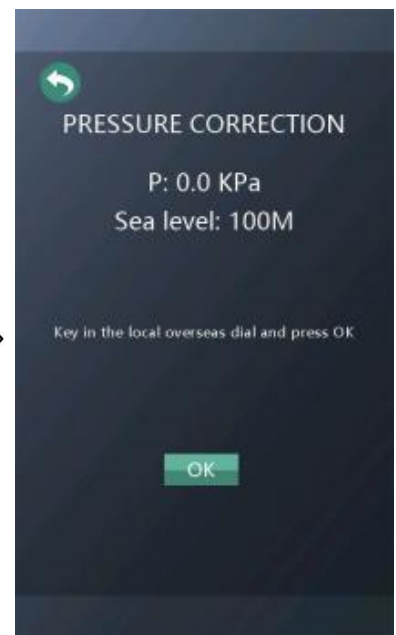 PRESSURE CORRECTION
P: 0.0 KPa
Sea level: 100M
Key in the local overseas dial and press OK
OK